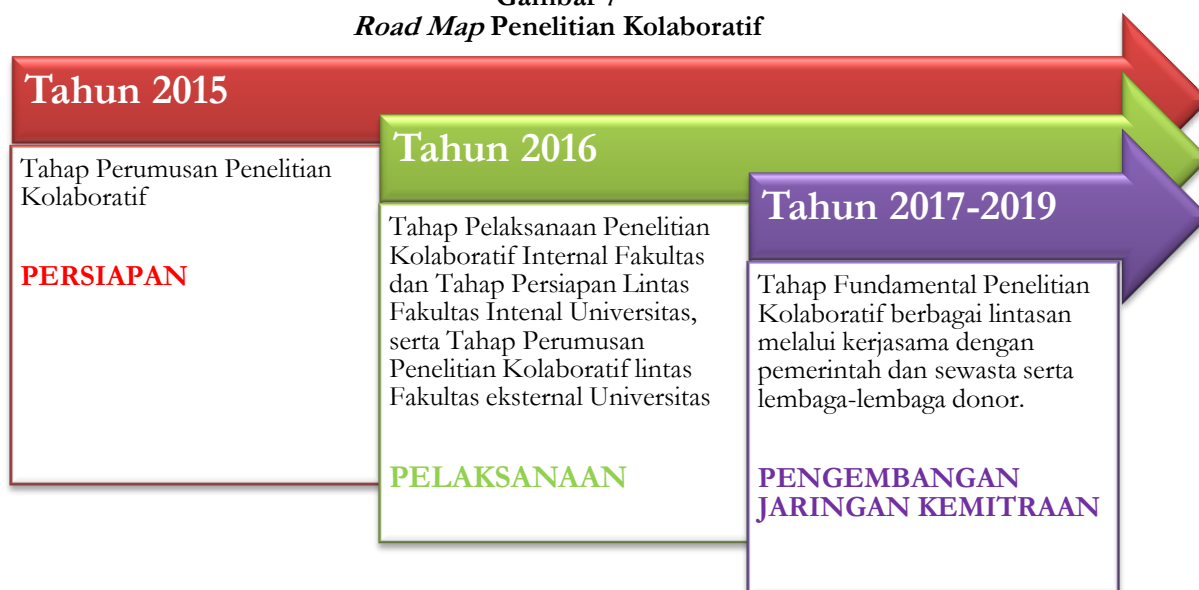 Gambar 7
Road Map Penelitian Kolaboratif
Tahun 2015
Tahap Perumusan Penelitian
Kolaboratif
PERSIAPAN
Tahun 2016
Tahap Pelaksanaan Penelitian
Kolaboratif Internal Fakultas
dan Tahap Persiapan Lintas
Fakultas Intenal Universitas,
serta Tahap Perumusan
Penelitian Kolaboratif lintas
Fakultas eksternal Universitas
PELAKSANAAN
Tahun 2017-2019
Tahap Fundamental Penelitian
Kolaboratif berbagai lintasan
melalui kerjasama dengan
pemerintah dan sewasta serta
lembaga-lembaga donor.
PENGEMBANGAN
JARINGAN KEMITRAAN